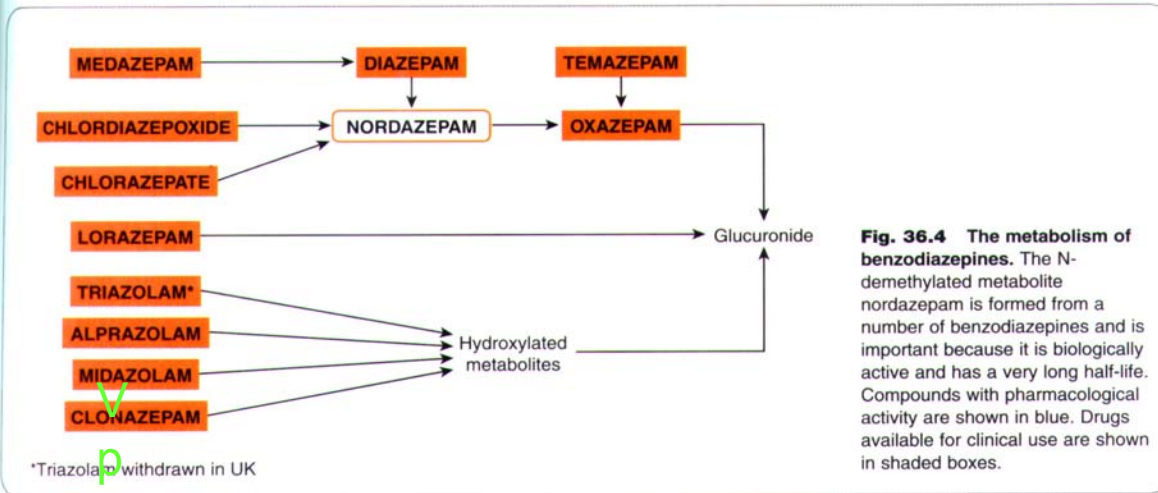 MEDAZEPAM
DIAZEPAM
TEMAZEPAM
CHLORDIAZEPOXIDE
NORDAZEPAM
OXAZEPAM
CHLORAZEPATE
LORAZEPAM
Glucuronide
TRIAZOLAM*
ALPRAZOLAM
Hydroxylated
metabolites
MIDAZOLAM
CLONAZEPAM
V
p
*Triazolam withdrawn in UK
Fig. 36.4 The metabolism of
benzodiazepines. The N-
demethylated metabolite
nordazepam is formed from a
number of benzodiazepines and is
important because it is biologically
active and has a very long half-life.
Compounds with pharmacological
activity are shown in blue. Drugs
available for clinical use are shown
in shaded boxes.